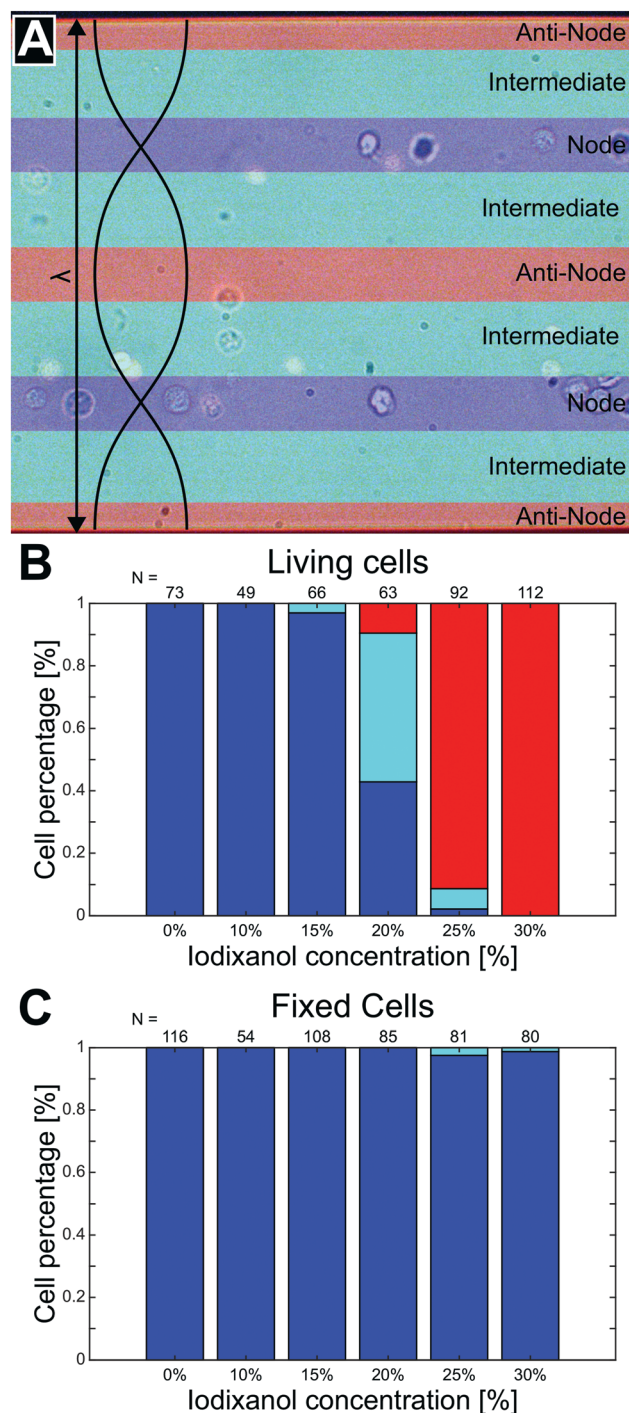 A
Anti-Node
Intermediate
Node
Intermediate
λ
Anti-Node
Intermediate
Node
Intermediate
Anti-Node
B
Living cells
N =
73 49 66 63 92 112
Cell percentage [%]
1
0.8
0.6
0.4
0.2
0
0% 10% 15% 20% 25% 30%
Iodixanol concentration [%]
C
Fixed Cells
N =
116 54 108 85 81 80
Cell percentage [%]
1
0.8
0.6
0.4
0.2
0
0% 10% 15% 20% 25% 30%
Iodixanol concentration [%]